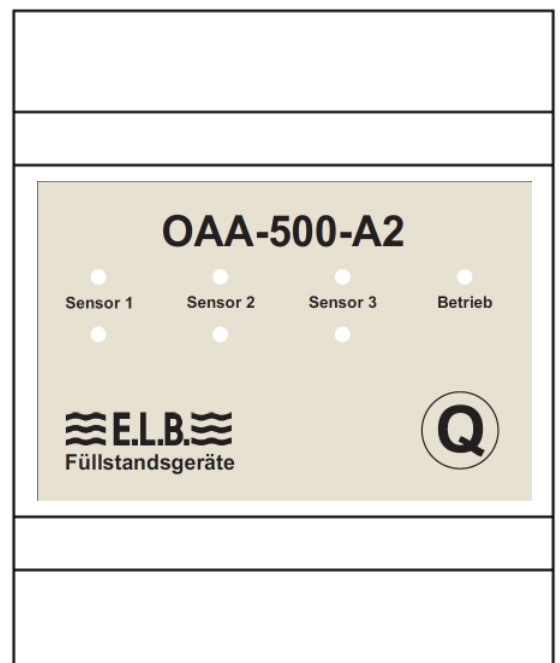 OAA-500-A2
Sensor 1 Sensor 2 Sensor 3 Betrieb
E.L.B.
Füllstandsgeräte
Q